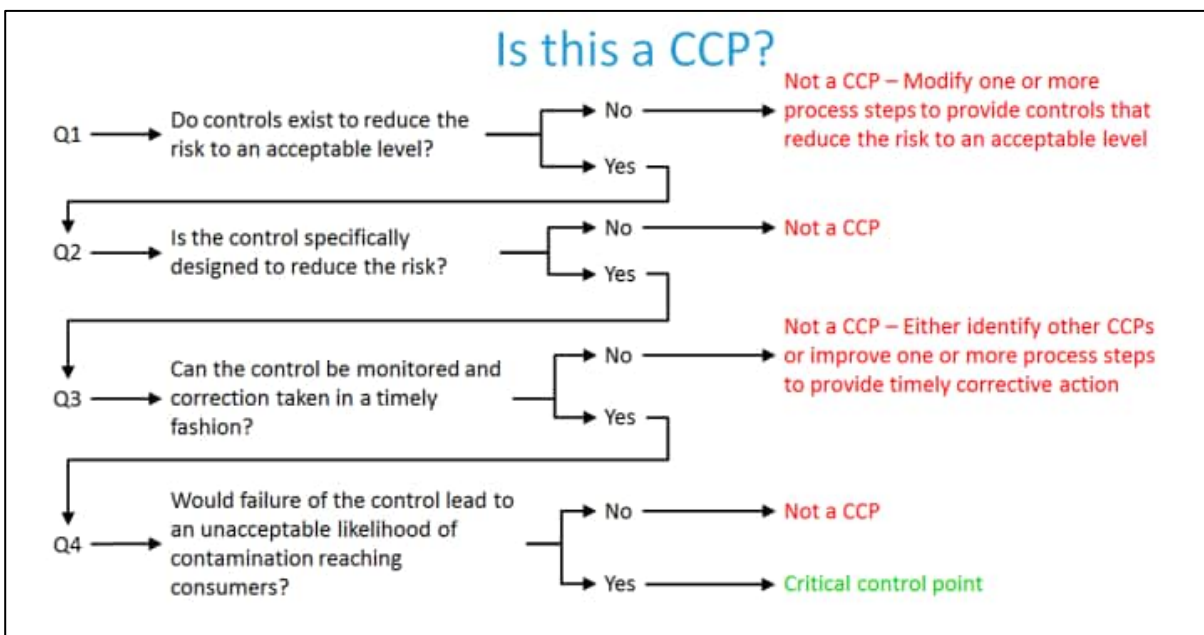 Is this a CCP?
Q1
Do controls exist to reduce the
risk to an acceptable level?
No
Not a CCP – Modify one or more
process steps to provide controls that
reduce the risk to an acceptable level
Yes
Q2
Is the control specifically
designed to reduce the risk?
No
Not a CCP
Yes
Q3
Can the control be monitored and
correction taken in a timely
fashion?
No
Not a CCP – Either identify other CCPs
or improve one or more process steps
to provide timely corrective action
Yes
Q4
Would failure of the control lead to
an unacceptable likelihood of
contamination reaching
consumers?
No
Not a CCP
Yes
Critical control point